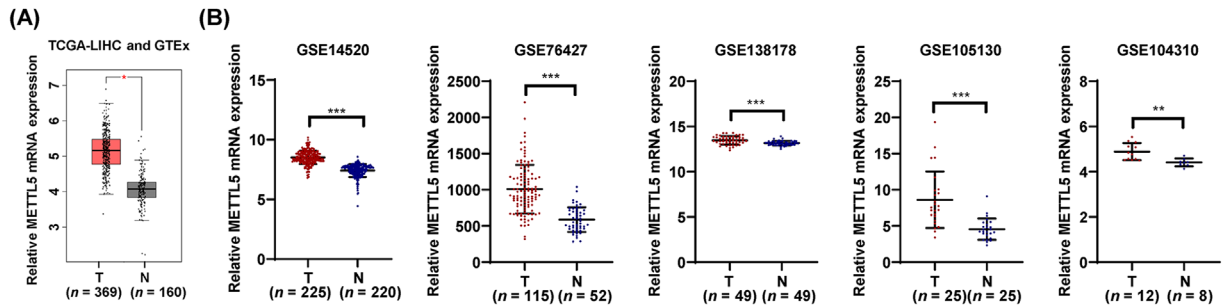 (A)
TCGA-LIHC and GTEx
Relative METTL5 mRNA expression
7
6
5
4
3
*
T
N
(n = 369)
(n = 160)
(B)
GSE14520
Relative METTL5 mRNA expression
15
10
5
0
***
T
N
(n = 225)
(n = 220)
GSE76427
Relative METTL5 mRNA expression
2500
2000
1500
1000
500
0
***
T
N
(n = 115)
(n = 52)
GSE138178
Relative METTL5 mRNA expression
20
15
10
5
0
***
T
N
(n = 49)
(n = 49)
GSE105130
Relative METTL5 mRNA expression
20
15
10
5
0
***
T
N
(n = 25)
(n = 25)
GSE104310
Relative METTL5 mRNA expression
8
6
4
2
0
**
T
N
(n = 12)
(n = 8)